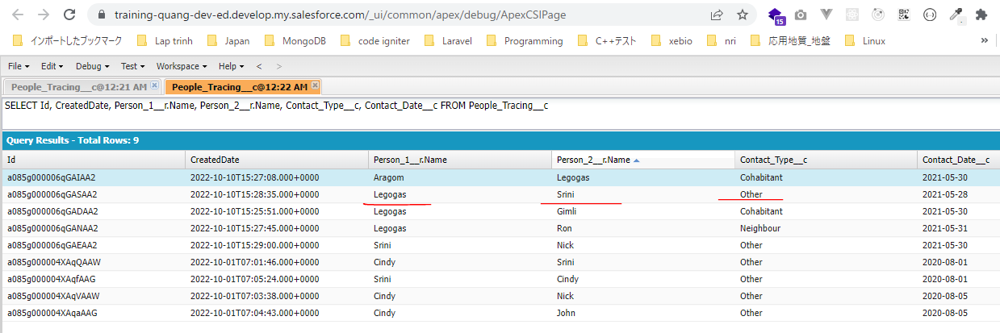 training-quang-dev-ed.develop.my.salesforce.com/_ui/common/apex/debug/ApexCSIPage
15
インポートしたブックマーク Lap trinh Japan MongoDB code igniter Laravel Programming C++テスト xebio nri 応用地質_地盤 Linux »
File Edit Debug Test Workspace Help < >
People_Tracing__c@12:21 AM People_Tracing__c@12:22 AM
SELECT Id, CreatedDate, Person_1__r.Name, Person_2__r.Name, Contact_Type__c, Contact_Date__c FROM People_Tracing__c
Query Results - Total Rows: 9
Id CreatedDate Person_1__r.Name Person_2__r.Name Contact_Type__c Contact_Date__c
a085g000006qGAIAA2 2022-10-10T15:27:08.000+0000 Aragom Legogas Cohabitant 2021-05-30
a085g000006qGASAA2 2022-10-10T15:28:35.000+0000 Legogas Srini Other 2021-05-28
a085g000006qGADAA2 2022-10-10T15:25:51.000+0000 Legogas Gimli Cohabitant 2021-05-30
a085g000006qGANAA2 2022-10-10T15:27:45.000+0000 Legogas Ron Neighbour 2021-05-31
a085g000006qGAEAA2 2022-10-10T15:29:00.000+0000 Srini Nick Other 2021-05-30
a085g000004XAqQAAW 2022-10-01T07:01:46.000+0000 Cindy Srini Other 2020-08-01
a085g000004XAqfAAG 2022-10-01T07:05:24.000+0000 Srini Cindy Other 2020-08-01
a085g000004XAqVAAW 2022-10-01T07:03:38.000+0000 Cindy Nick Other 2020-08-05
a085g000004XAqaAAG 2022-10-01T07:04:43.000+0000 Cindy John Other 2020-08-05